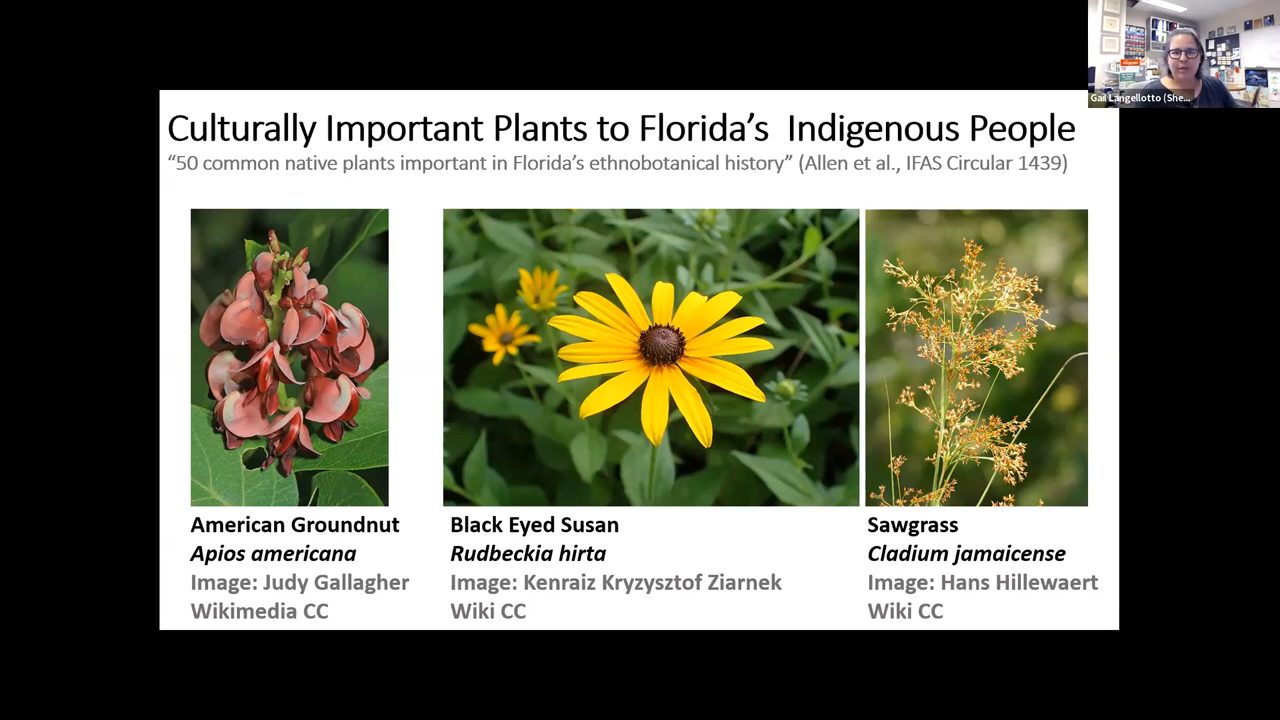 Gail Langellotto (She...
Culturally Important Plants to Florida's  Indigenous People
“50 common native plants important in Florida's ethnobotanical history” (Allen et al., IFAS Circular 1439)
American Groundnut
Apios americana
Image: Judy Gallagher
Wikimedia CC
Black Eyed Susan
Rudbeckia hirta
Image: Kenraiz Kryzysztof Ziarnek
Wiki CC
Sawgrass
Cladium jamaicense
Image: Hans Hillewaert
Wiki CC